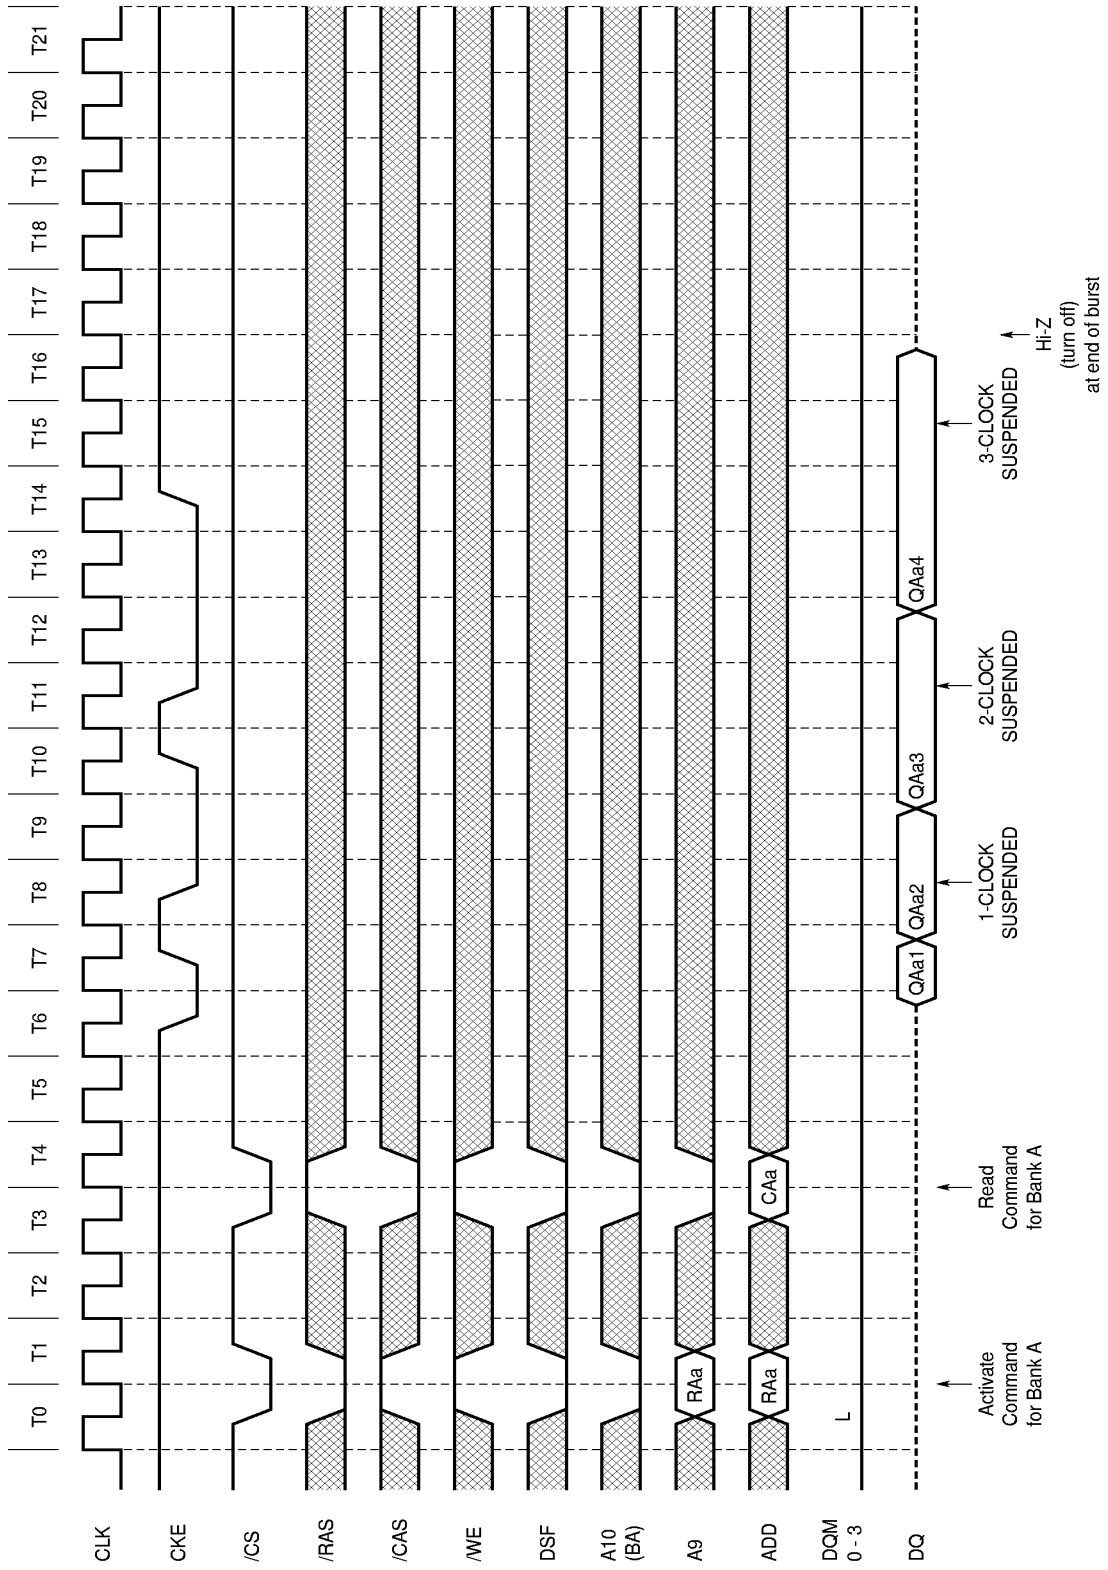 T0 T1 T2 T3 T4 T5 T6 T7 T8 T9 T10 T11 T12 T13 T14 T15 T16 T17 T18 T19 T20 T21
CLK
CKE
/CS
/RAS
/CAS
/WE
DSF
A10
(BA)
A9
RAa
ADD
RAa CAa
DQM
0 - 3
L
DQ
QAa1 QAa2 QAa3 QAa4
Activate
Command
for Bank A
Read
Command
for Bank A
1-CLOCK
SUSPENDED
2-CLOCK
SUSPENDED
3-CLOCK
SUSPENDED
Hi-Z
(turn off)
at end of burst